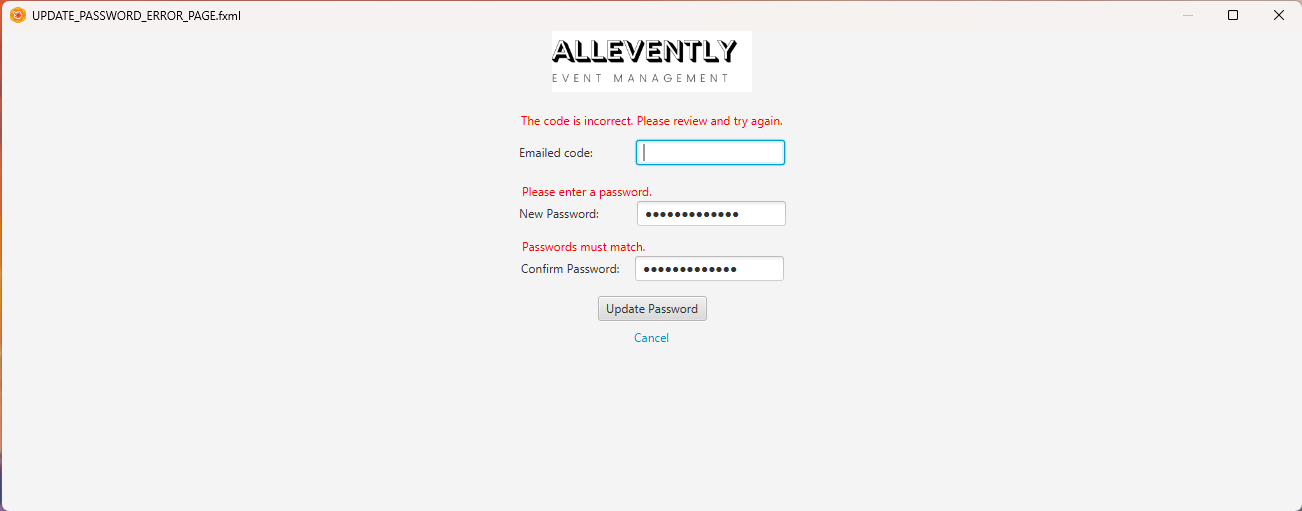 UPDATE_PASSWORD_ERROR_PAGE.fxml
ALLEVENTLY
EVENT MANAGEMENT
The code is incorrect. Please review and try again.
Emailed code:
Please enter a password.
New Password:
Passwords must match.
Confirm Password:
Update Password
Cancel